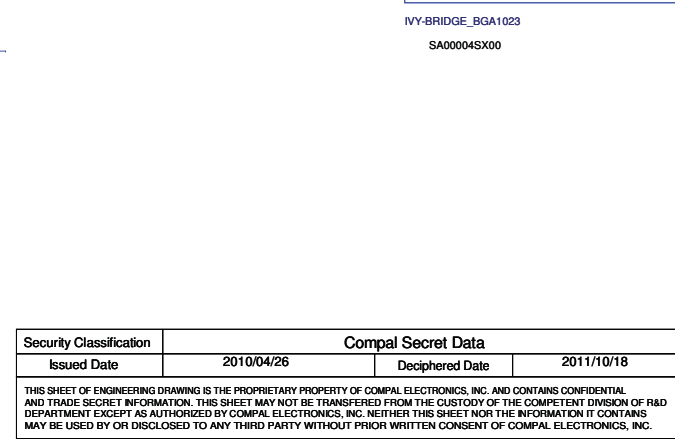 IVY-BRIDGE_BGA1023
SA00004SX00
Security Classification Compal Secret Data
Issued Date 2010/04/26 Deciphered Date 2011/10/18
THIS SHEET OF ENGINEERING DRAWING IS THE PROPRIETARY PROPERTY OF COMPAL ELECTRONICS, INC. AND CONTAINS CONFIDENTIAL
AND TRADE SECRET INFORMATION. THIS SHEET MAY NOT BE TRANSFERED FROM THE CUSTODY OF THE COMPETENT DIVISION OF R&D
DEPARTMENT EXCEPT AS AUTHORIZED BY COMPAL ELECTRONICS, INC. NEITHER THIS SHEET NOR THE INFORMATION IT CONTAINS
MAY BE USED BY OR DISCLOSED TO ANY THIRD PARTY WITHOUT PRIOR WRITTEN CONSENT OF COMPAL ELECTRONICS, INC.